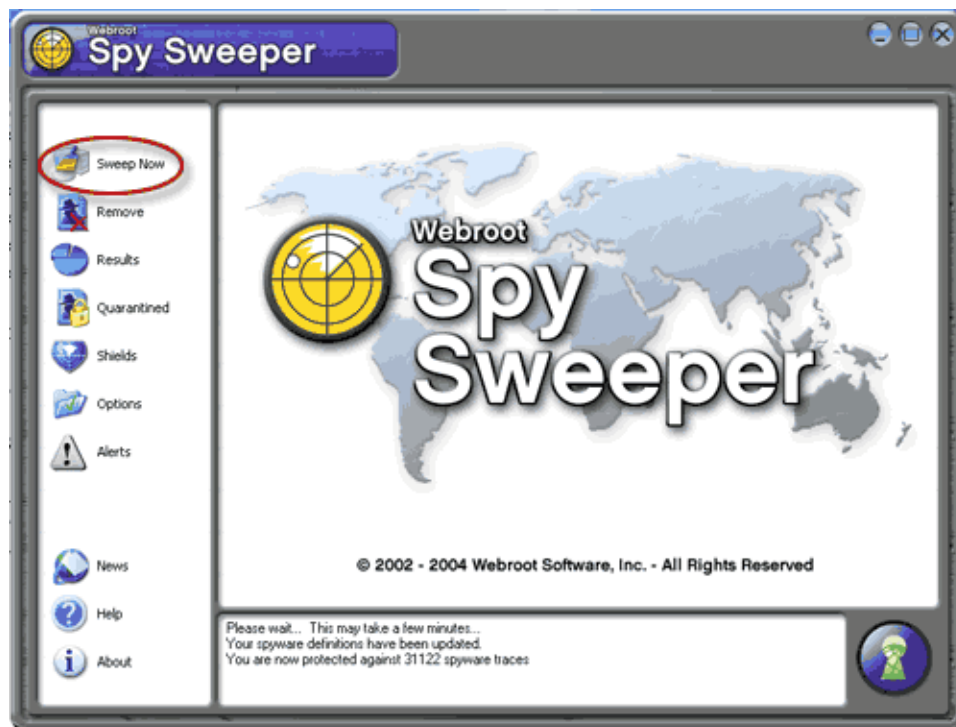 Webroot
Spy Sweeper
Sweep Now
Remove
Results
Quarantined
Shields
Options
Alerts
News
Help
About
Webroot
Spy
Sweeper
© 2002 - 2004 Webroot Software, Inc. - All Rights Reserved
Please wait... This may take a few minutes...
Your spyware definitions have been updated.
You are now protected against 31122 spyware traces